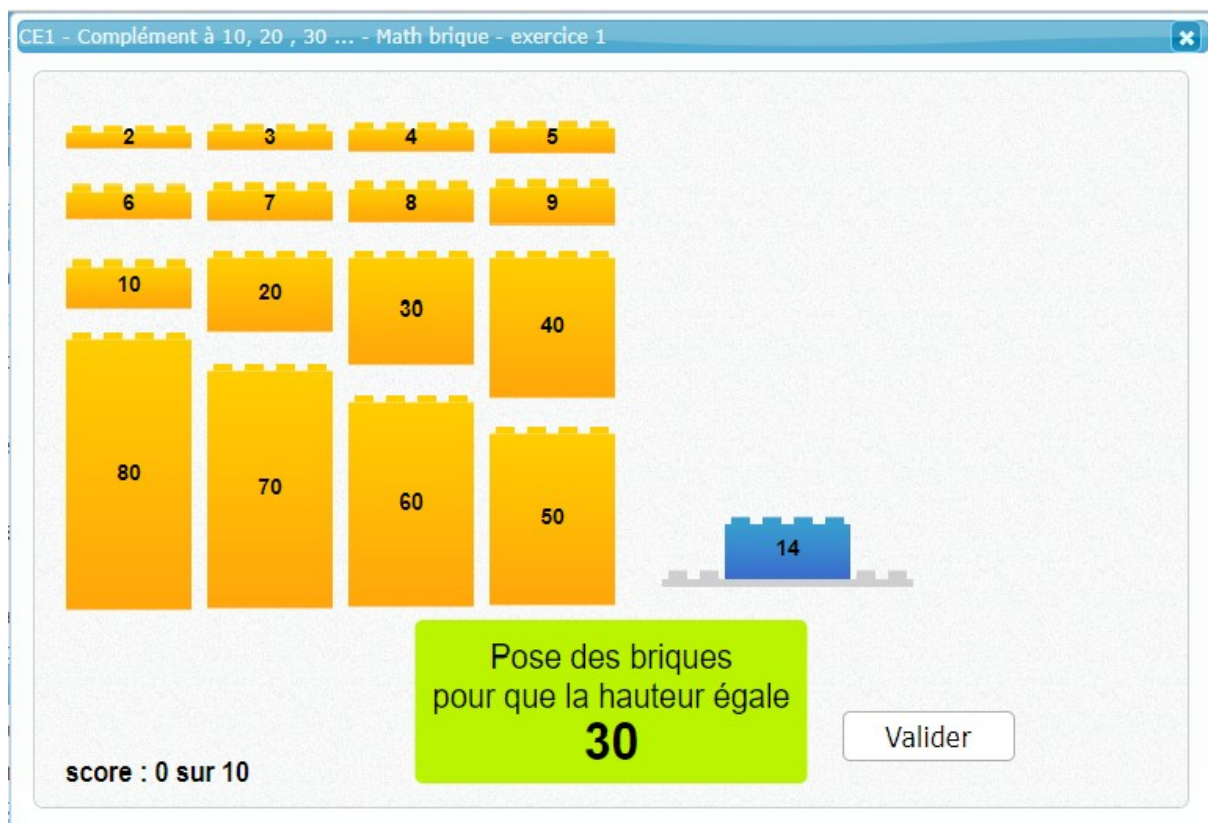 CE1 - Complément à 10, 20 , 30 ... - Math brique - exercice 1
2 3 4 5
6 7 8 9
10 20 30 40
80 70 60 50
14
Pose des briques
pour que la hauteur égale
30
Valider
score : 0 sur 10